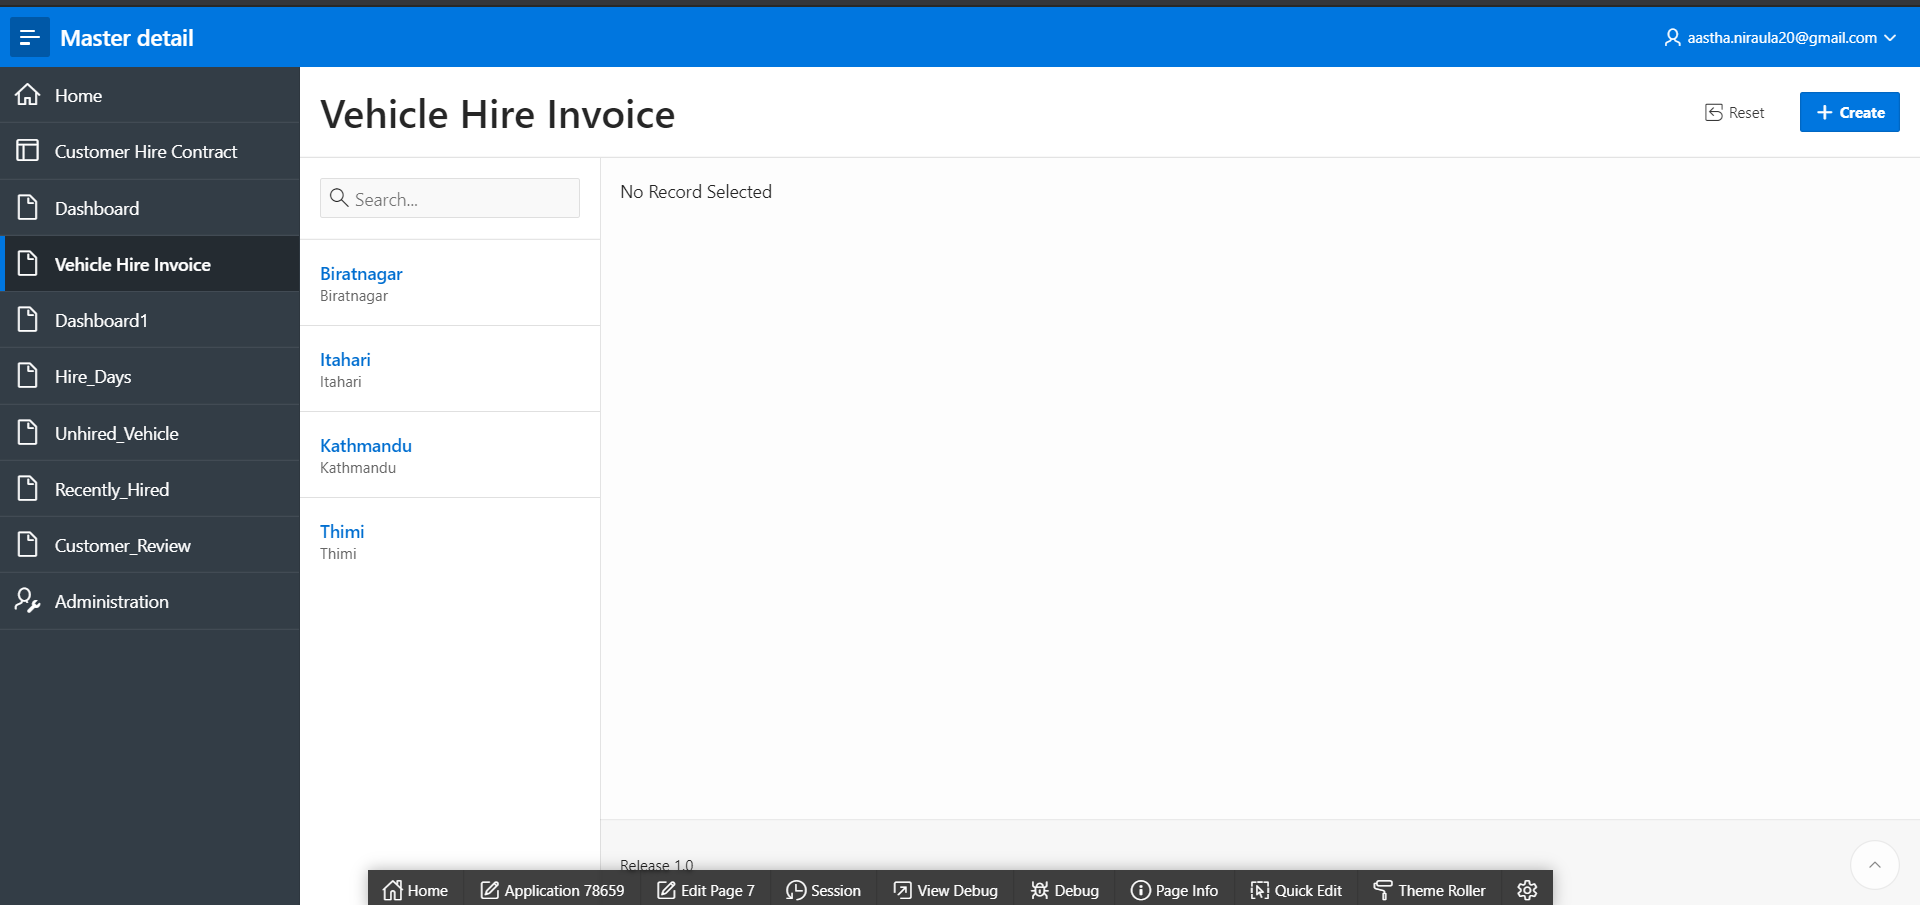 Master detail
aastha.niraula20@gmail.com
Home
Customer Hire Contract
Dashboard
Vehicle Hire Invoice
Dashboard1
Hire_Days
Unhired_Vehicle
Recently_Hired
Customer_Review
Administration
Vehicle Hire Invoice
Reset
Create
Search...
Biratnagar
Biratnagar
Itahari
Itahari
Kathmandu
Kathmandu
Thimi
Thimi
No Record Selected
Release 1.0
Home Application 78659 Edit Page 7 Session View Debug Debug Page Info Quick Edit Theme Roller